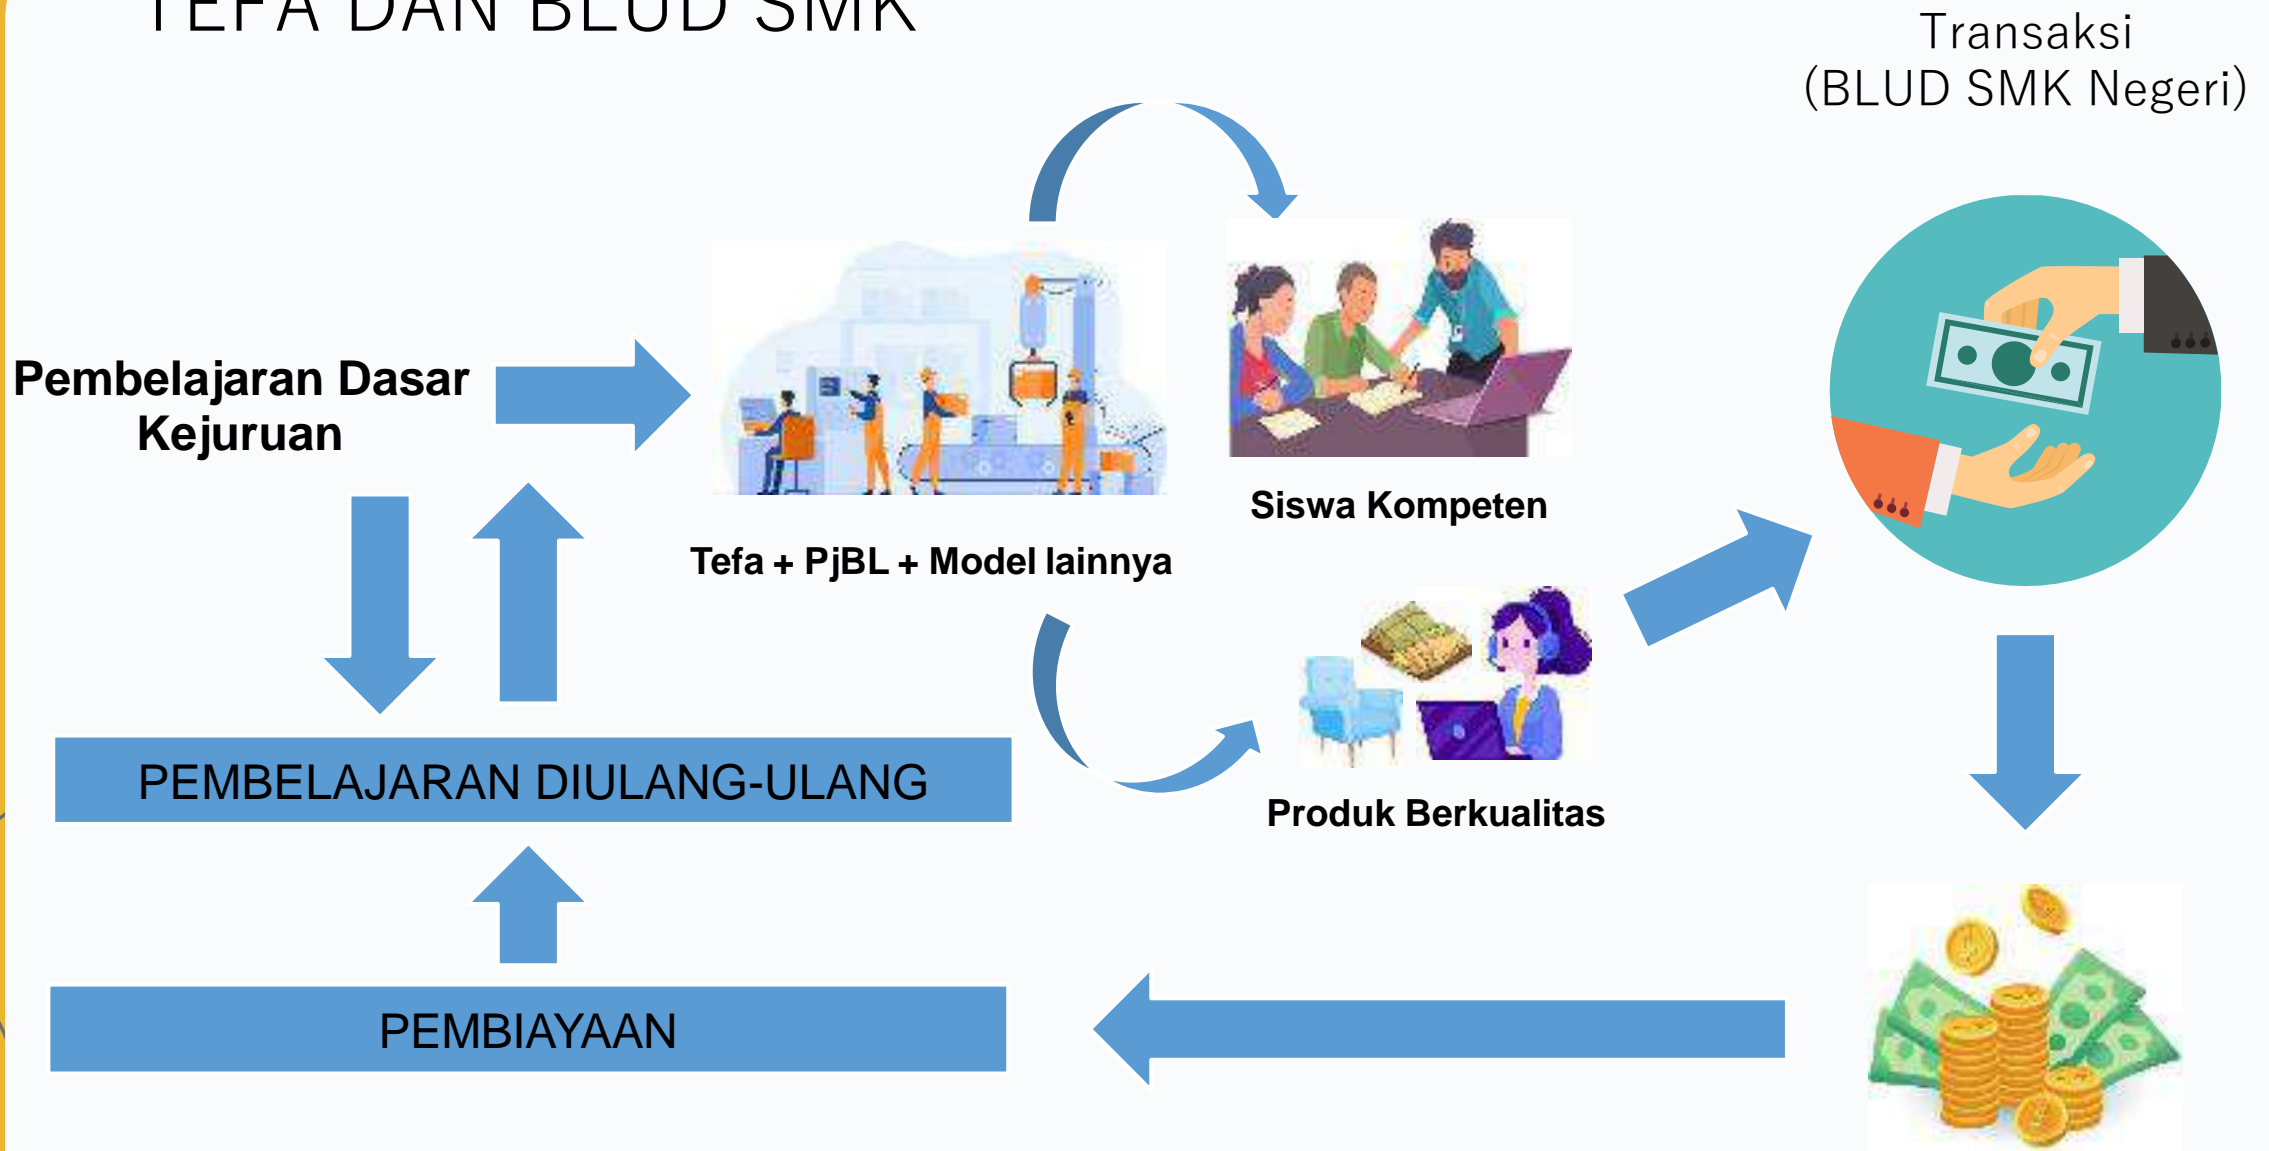 TEFA DAN BLUD SMK
Transaksi
(BLUD SMK Negeri)
Pembelajaran Dasar
Kejuruan
Siswa Kompeten
Tefa + PjBL + Model lainnya
PEMBELAJARAN DIULANG-ULANG
Produk Berkualitas
PEMBIAYAAN